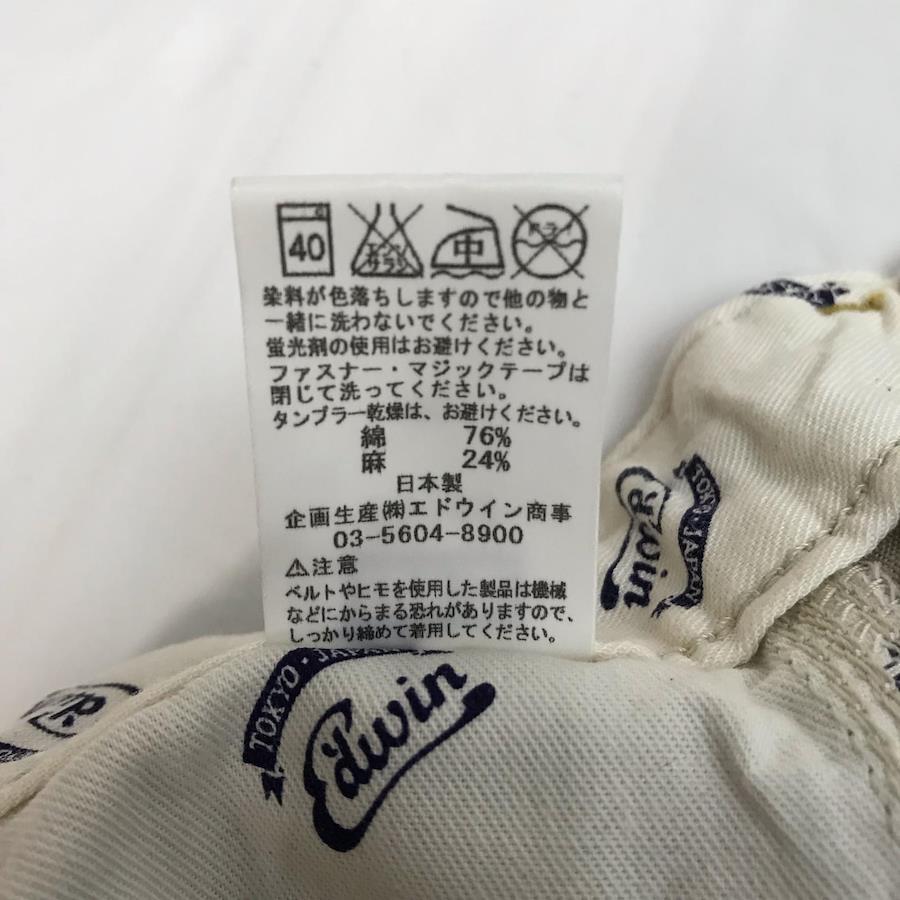 40 エンソサラシ 中 ドライ
染料が色落ちしますので他の物と
一緒に洗わないでください。
蛍光剤の使用はお避けください。
ファスナー・マジックテープは
閉じて洗ってください。
タンブラー乾燥は、お避けください。
綿 76%
麻 24%
日本製
企画生産㈱エドウイン商事
03-5604-8900
⚠注意
ベルトやヒモを使用した製品は機械
などにからまる恐れがありますので、
しっかり締めて着用してください。
TOKYO・JAPAN
Edwin
TOKYO・JAPAN
Edwin